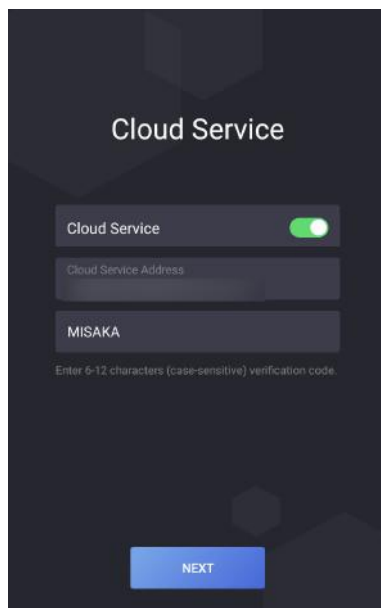 Cloud Service
Cloud Service
Cloud Service Address
MISAKA
Enter 6-12 characters (case-sensitive) verification code.
NEXT